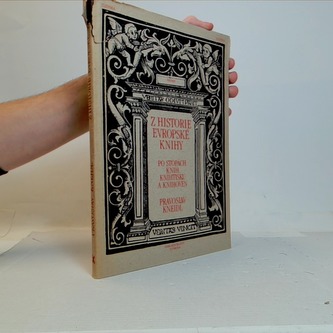 Z HISTORIE
EVROPSKÉ
KNIHY
PO STOPÁCH
KNIH,
KNIHTISKU
A KNIHOVEN
PRAVOSLAV
KNEIDL
VERITAS VINCIT